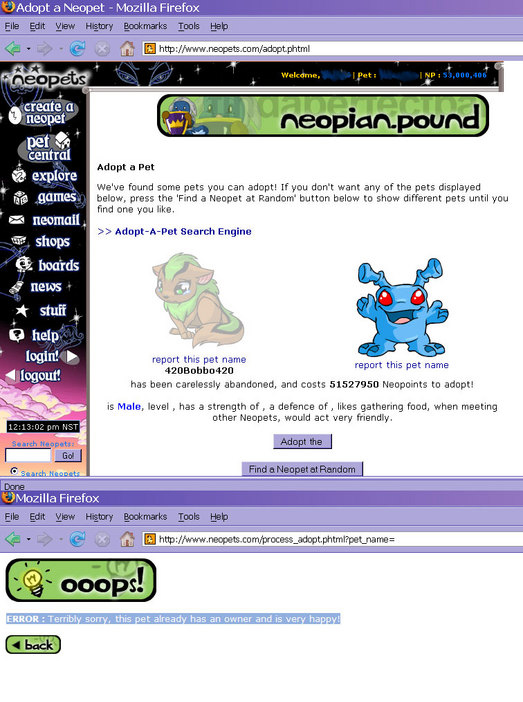 Adopt a Neopet - Mozilla Firefox
File Edit View History Bookmarks Tools Help
http://www.neopets.com/adopt.phtml
neopets
Welcome, | Pet : | NP : 53,000,406
create a
neopet
pet
central
explore
games
neomail
shops
boards
news
stuff
help
login!
logout!
12:13:02 pm NST
Search Neopets:
Go!
Search Neopets
neopian.pound
Adopt a Pet
We've found some pets you can adopt! If you don't want any of the pets displayed
below, press the 'Find a Neopet at Random' button below to show different pets until you
find one you like.
>> Adopt-A-Pet Search Engine
report this pet name
420Bobbo420
report this pet name
has been carelessly abandoned, and costs 51527950 Neopoints to adopt!
is Male, level , has a strength of , a defence of , likes gathering food, when meeting
other Neopets, would act very friendly.
Adopt the
Find a Neopet at Random
Done
Mozilla Firefox
File Edit View History Bookmarks Tools Help
http://www.neopets.com/process_adopt.phtml?pet_name=
ooops!
ERROR : Terribly sorry, this pet already has an owner and is very happy!
back